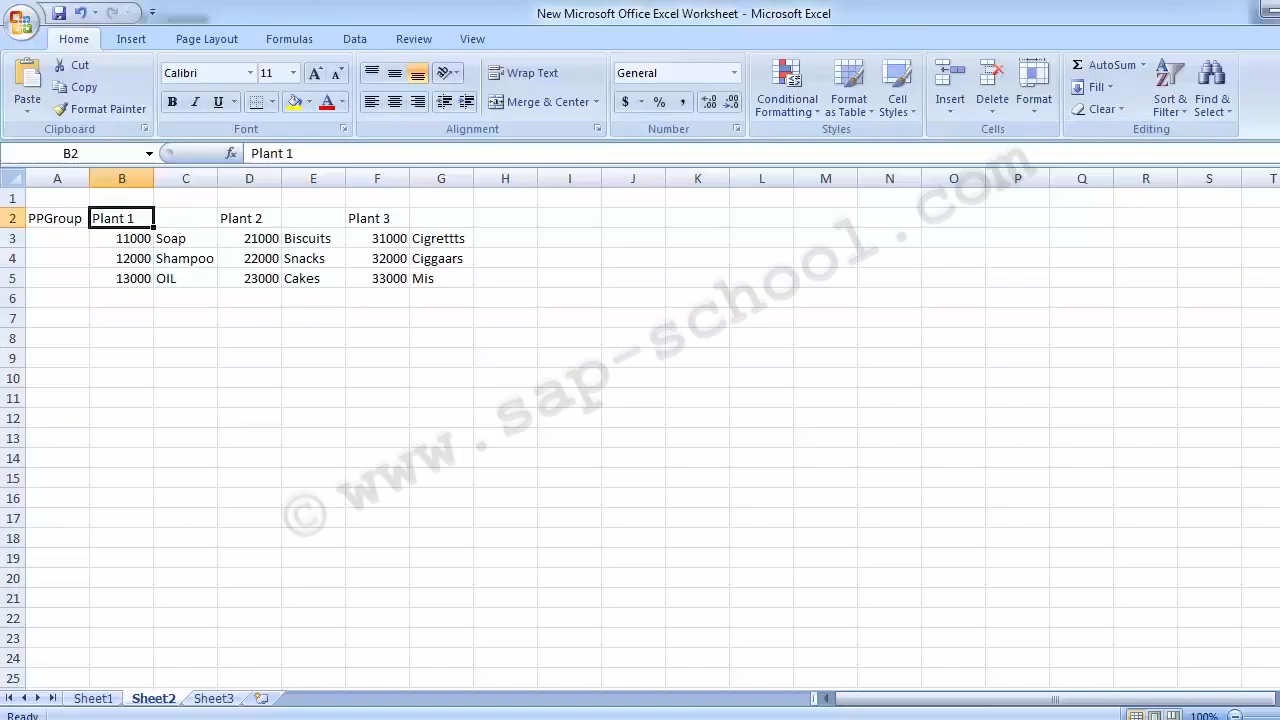 New Microsoft Office Excel Worksheet - Microsoft Excel
Home Insert Page Layout Formulas Data Review View
Paste
Cut
Copy
Format Painter
Clipboard
Calibri 11
B I U A
Font
Wrap Text
Merge & Center
Alignment
General
$ % ,
Number
Conditional Formatting
Format as Table
Cell Styles
Styles
Insert Delete Format
Cells
Σ AutoSum
Fill
Clear
Sort & Filter
Find & Select
Editing
B2 fx Plant 1
A B C D E F G H I J K L M N O P Q R S T
1
2 PPGroup Plant 1 Plant 2 Plant 3
3 11000 Soap 21000 Biscuits 31000 Cigrettts
4 12000 Shampoo 22000 Snacks 32000 Ciggaars
5 13000 OIL 23000 Cakes 33000 Mis
6
7
8
9
10
11
12
13
14
15
16
17
18
19
20
21
22
23
24
25
© www.sap-school.com
Sheet1 Sheet2 Sheet3
Ready 100%